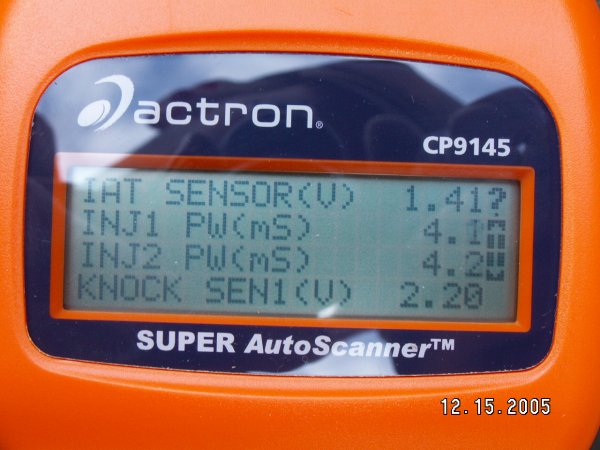 actron®
CP9145
IAT SENSOR(V) 1.41?
INJ1 PW(mS) 4.1
INJ2 PW(mS) 4.2
KNOCK SEN1(V) 2.20
SUPER AutoScanner™
12.15.2005